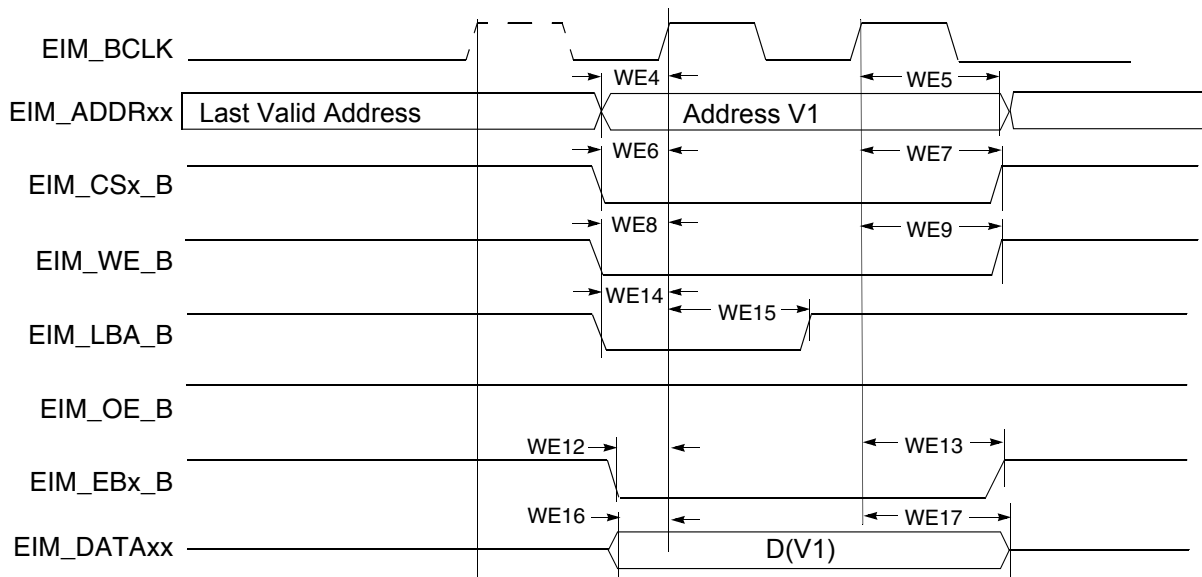 EIM_BCLK
WE4
WE5
EIM_ADDRxx
Last Valid Address
Address V1
WE6
WE7
EIM_CSx_B
WE8
WE9
EIM_WE_B
WE14
WE15
EIM_LBA_B
EIM_OE_B
WE12
WE13
EIM_EBx_B
WE16
WE17
EIM_DATAxx
D(V1)